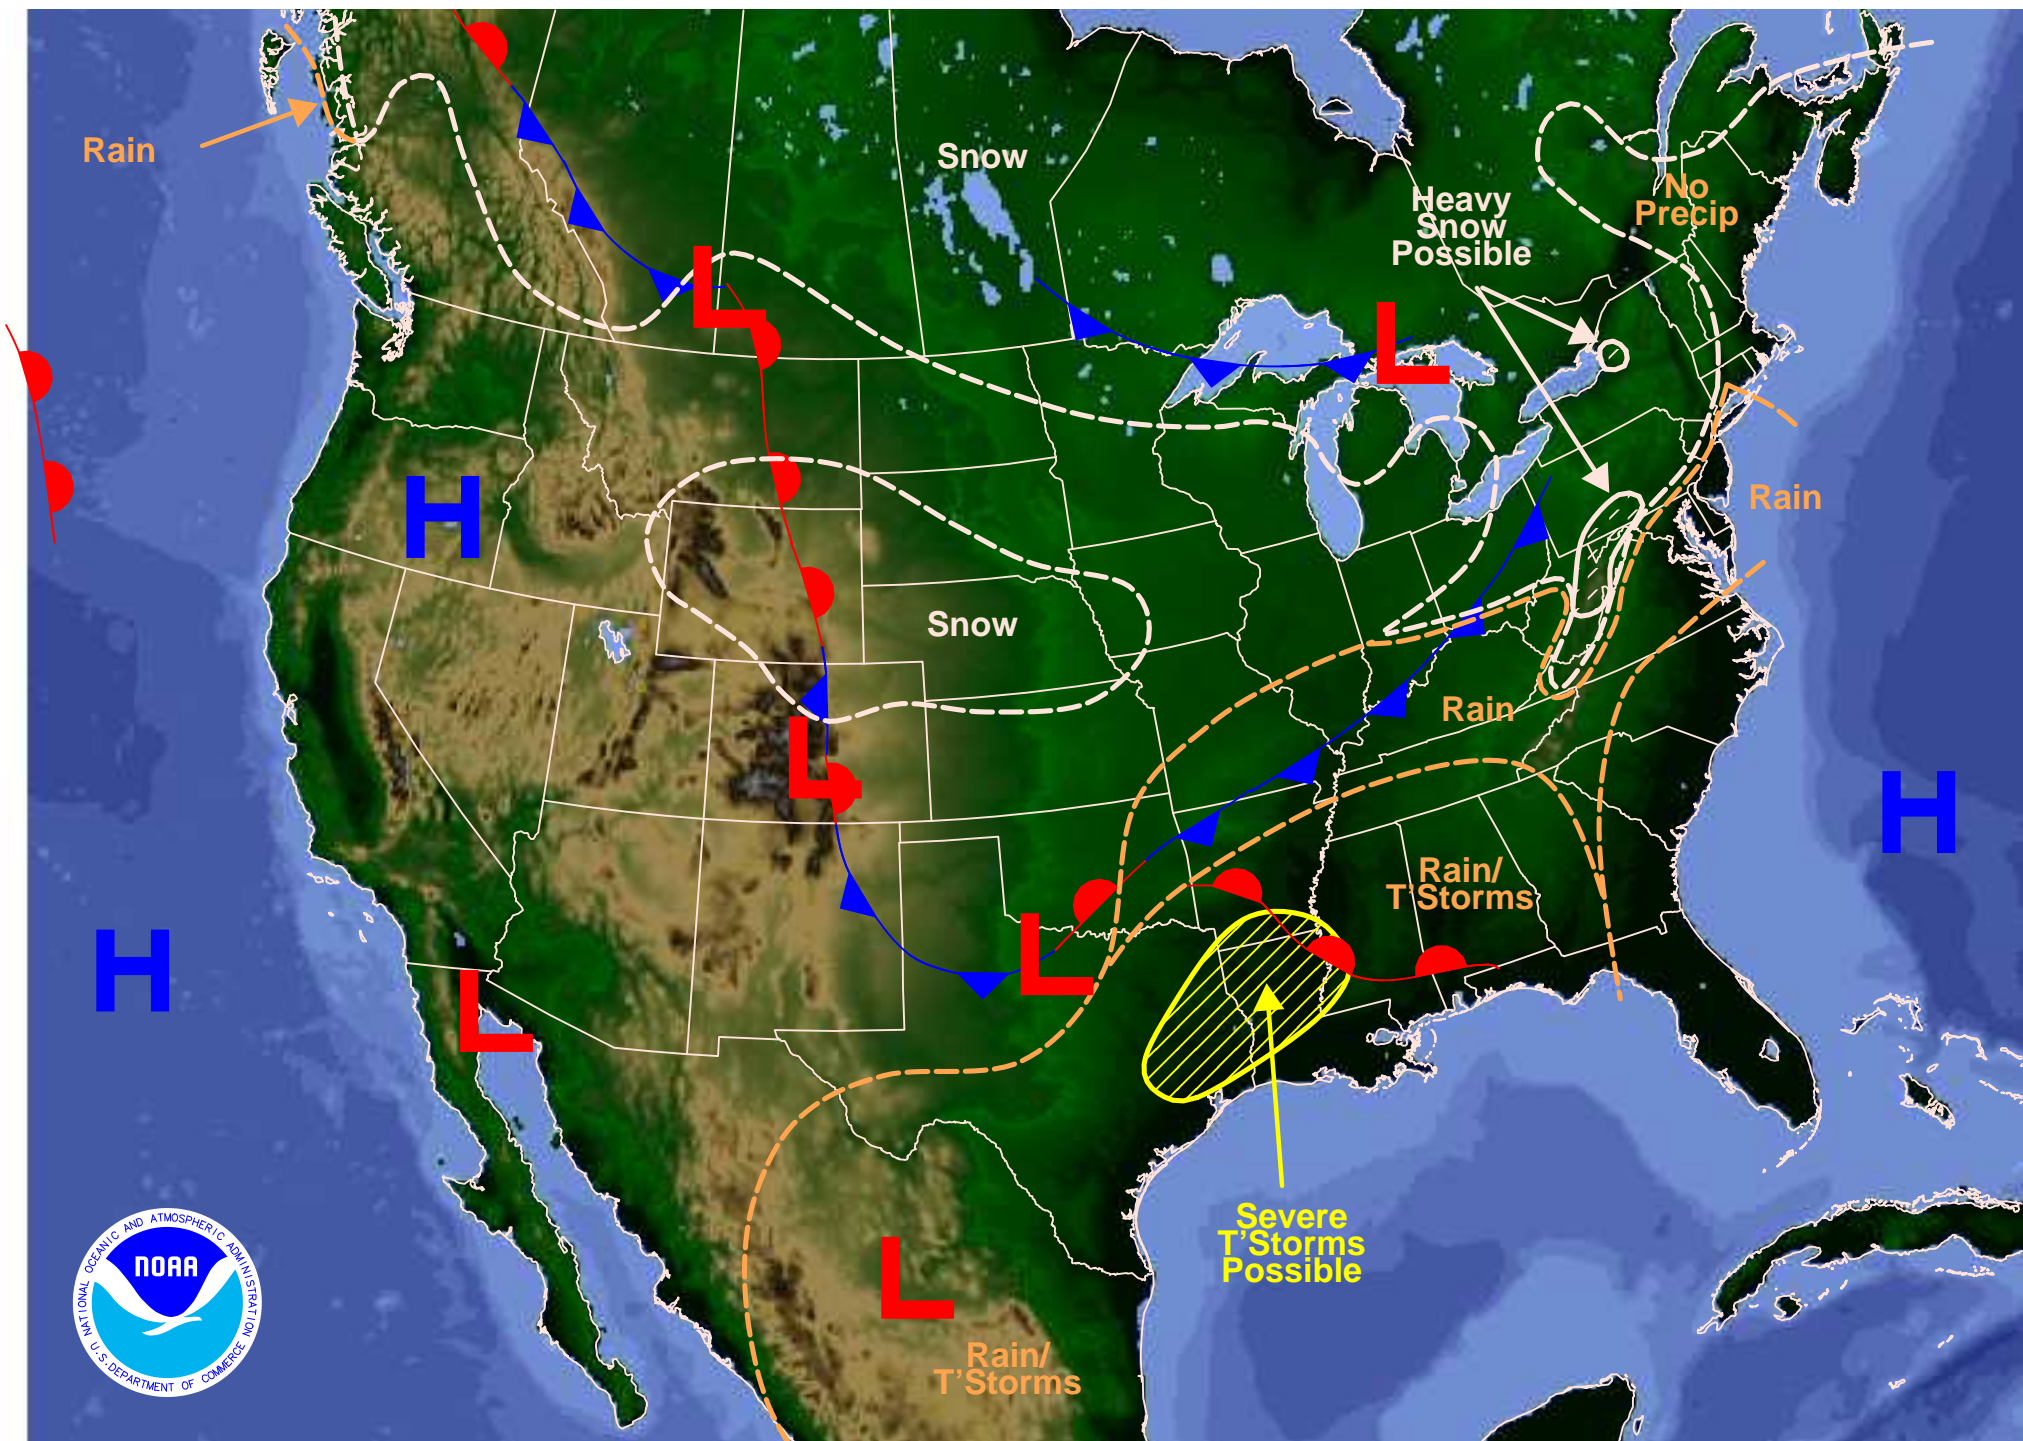 Rain
Snow
Heavy
Snow
Possible
No
Precip
L
L
H
Rain
Snow
Rain
L
H
Rain/
T'Storms
H
L
L
Severe
T'Storms
Possible
L
Rain/
T'Storms
NATIONAL OCEANIC AND ATMOSPHERIC ADMINISTRATION
NOAA
U.S. DEPARTMENT OF COMMERCE